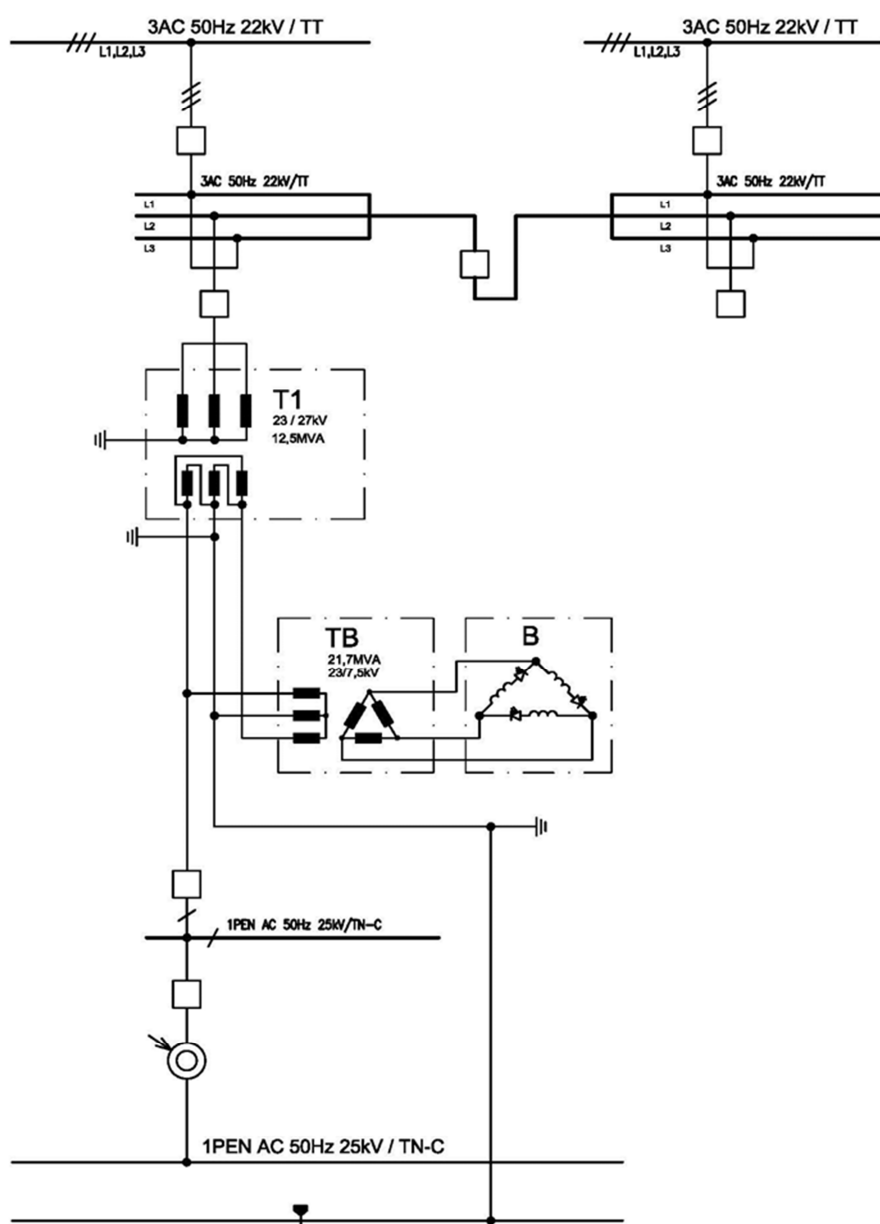 3AC 50Hz 22kV / TT
3AC 50Hz 22kV / TT
L1,L2,L3
L1,L2,L3
3AC 50Hz 22kV/TT
3AC 50Hz 22kV/TT
L1
L2
L3
L1
L2
L3
T1
23 / 27kV
12,5MVA
TB
21,7MVA
23/7,5kV
B
1PEN AC 50Hz 25kV/TN-C
1PEN AC 50Hz 25kV / TN-C